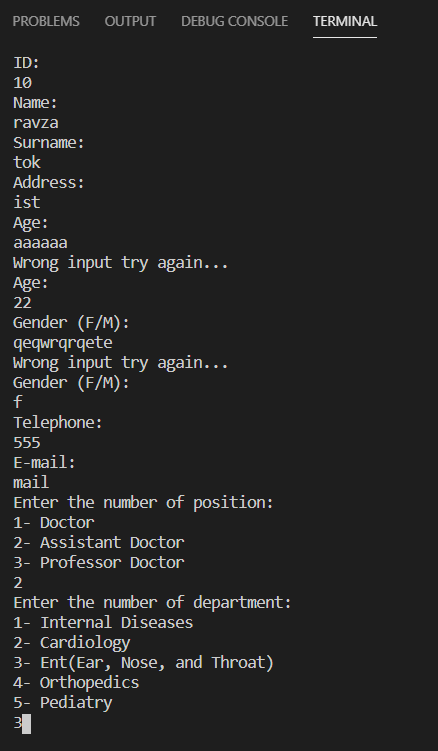 PROBLEMS OUTPUT DEBUG CONSOLE TERMINAL
ID:
10
Name:
ravza
Surname:
tok
Address:
ist
Age:
aaaaaa
Wrong input try again...
Age:
22
Gender (F/M):
qeqwrqrqete
Wrong input try again...
Gender (F/M):
f
Telephone:
555
E-mail:
mail
Enter the number of position:
1- Doctor
2- Assistant Doctor
3- Professor Doctor
2
Enter the number of department:
1- Internal Diseases
2- Cardiology
3- Ent(Ear, Nose, and Throat)
4- Orthopedics
5- Pediatry
3